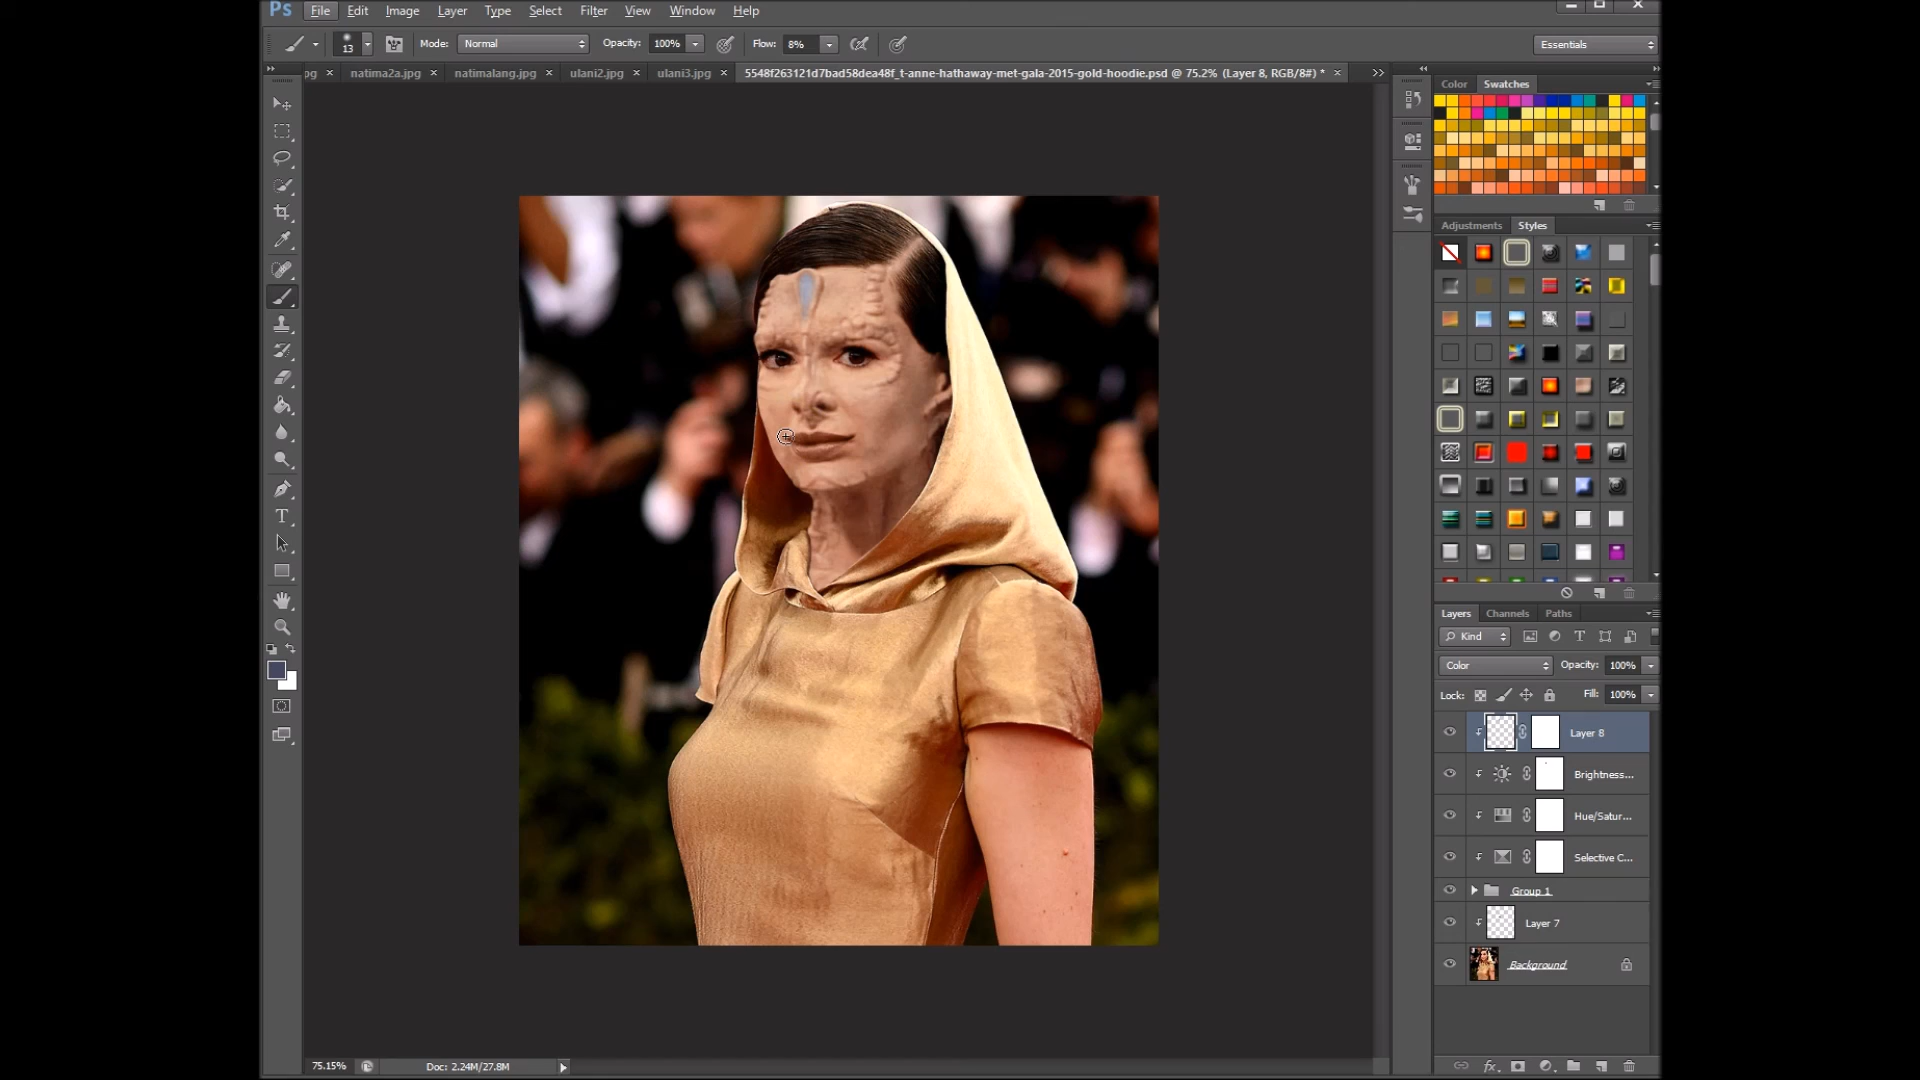 Ps File Edit Image Layer Type Select Filter View Window Help
13 Mode: Normal Opacity: 100% Flow: 8% Essentials
pg × natima2a.jpg × natimalang.jpg × ulani2.jpg × ulani3.jpg × 5548f263121d7bad58dea48f_t-anne-hathaway-met-gala-2015-gold-hoodie.psd @ 75.2% (Layer 8, RGB/8#) * ×
Color Swatches
Adjustments Styles
Layers Channels Paths
Kind
Color Opacity: 100%
Lock: Fill: 100%
Layer 8
Brightness...
Hue/Satur...
Selective C...
Group 1
Layer 7
Background
75.15% Doc: 2.24M/27.8M